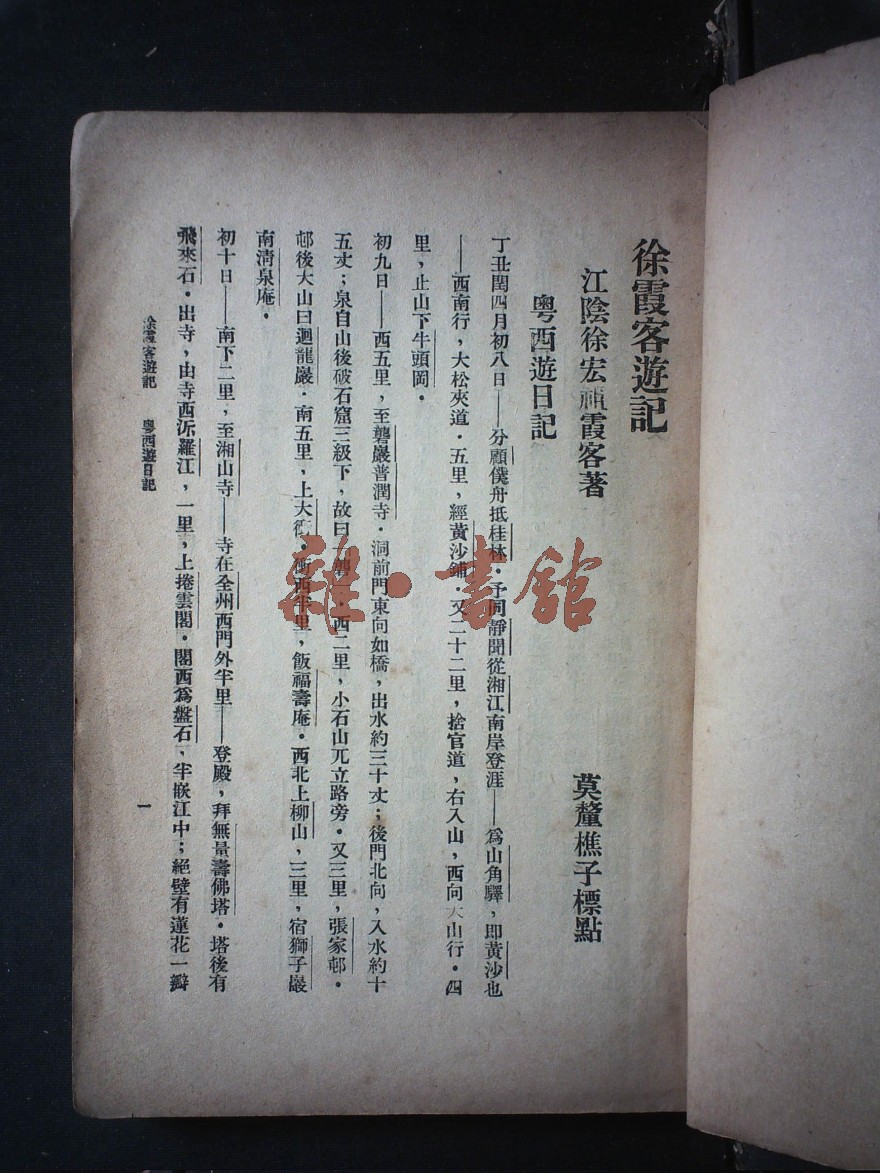 徐霞客遊記
江陰徐宏祖霞客著
莫釐樵子標點
粵西遊日記
丁丑閏四月初八日——分顧僕舟抵桂林。予同靜聞從湘江南岸登涯——為山角驛，即黃沙也
——西南行，大松夾道。五里，經黃沙鋪。又二十二里，捨官道，右入山，西向大山行。四
里，止山下牛頭岡。
初九日——西五里，至礱巖普潤寺。洞前門東向如橋，出水約三十丈；後門北向，入水約十
五丈；泉自山後破石窟三級下，故曰「礱」。西二里，小石山兀立路旁。又三里，張家邨。
邨後大山曰迴龍巖。南五里，上大衝。衝西半里，飯福壽庵。西北上柳山，三里，宿獅子巖
南清泉庵。
初十日——南下二里，至湘山寺——寺在全州西門外半里——登殿，拜無量壽佛塔。塔後有
飛來石。出寺，由寺西泝羅江，一里，上捲雲閣。閣西為盤石，半嵌江中；絕壁有蓮花一瓣
徐霞客遊記　粵西遊日記
一
雜·書館